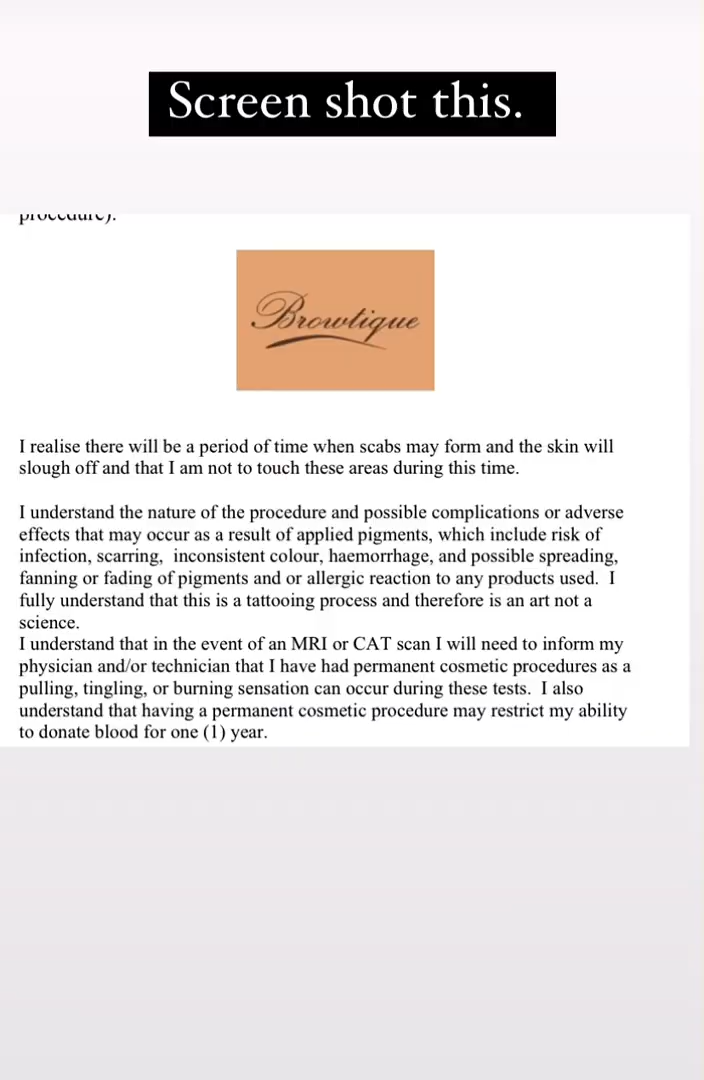 Screen shot this.
procedure).
Browtique
I realise there will be a period of time when scabs may form and the skin will
slough off and that I am not to touch these areas during this time.
I understand the nature of the procedure and possible complications or adverse
effects that may occur as a result of applied pigments, which include risk of
infection, scarring,  inconsistent colour, haemorrhage, and possible spreading,
fanning or fading of pigments and or allergic reaction to any products used.  I
fully understand that this is a tattooing process and therefore is an art not a
science.
I understand that in the event of an MRI or CAT scan I will need to inform my
physician and/or technician that I have had permanent cosmetic procedures as a
pulling, tingling, or burning sensation can occur during these tests.  I also
understand that having a permanent cosmetic procedure may restrict my ability
to donate blood for one (1) year.